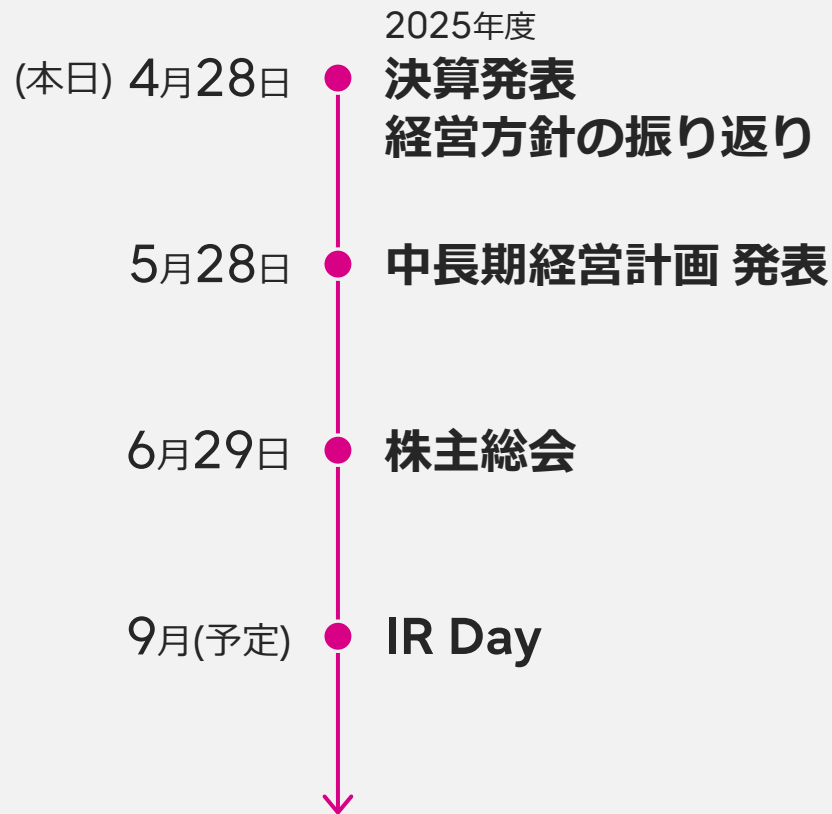 2025年度
(本日) 4月28日 決算発表
経営方針の振り返り
5月28日 中長期経営計画 発表
6月29日 株主総会
9月(予定) IR Day